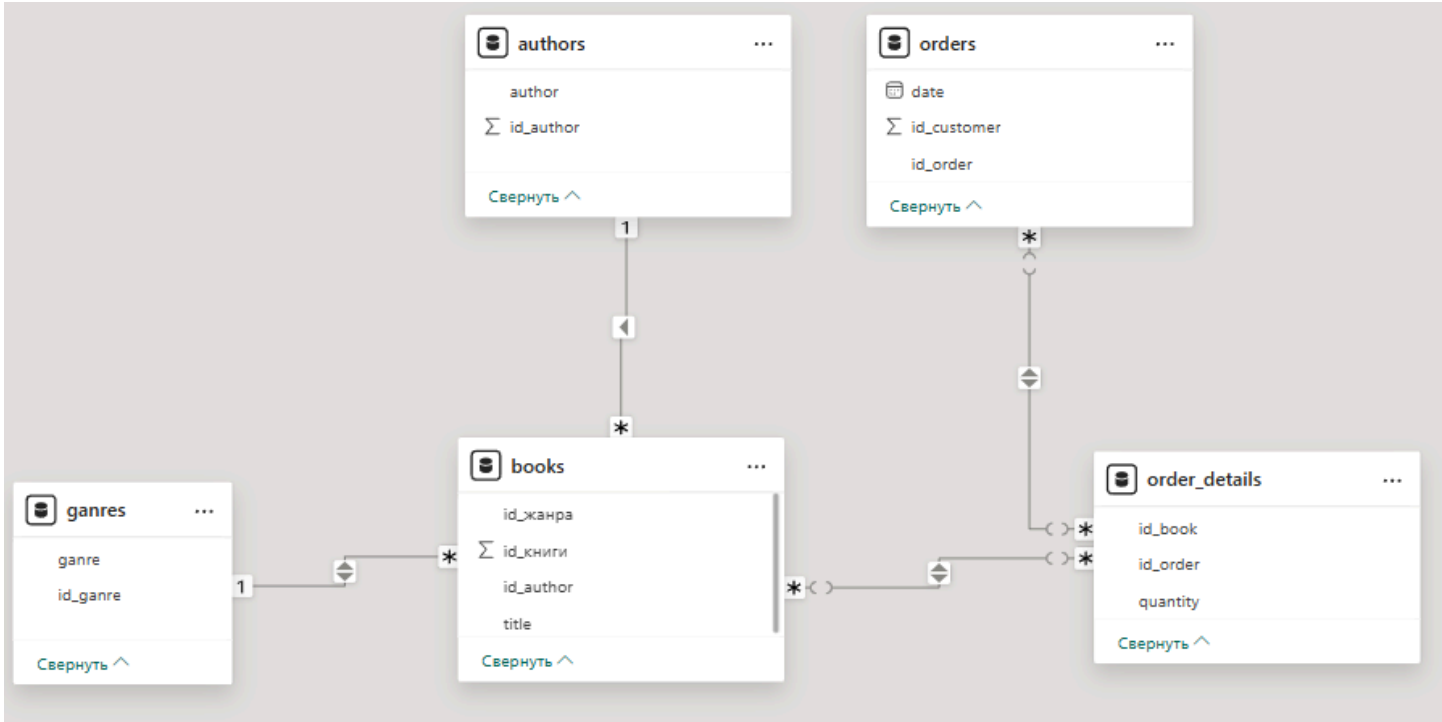 authors ...
author
Σ id_author
Свернуть
orders ...
date
Σ id_customer
id_order
Свернуть
1
*
*
ganres ...
ganre
id_ganre
Свернуть
1
*
books ...
id_жанра
Σ id_книги
id_author
title
Свернуть
*
*
*
order_details ...
id_book
id_order
quantity
Свернуть